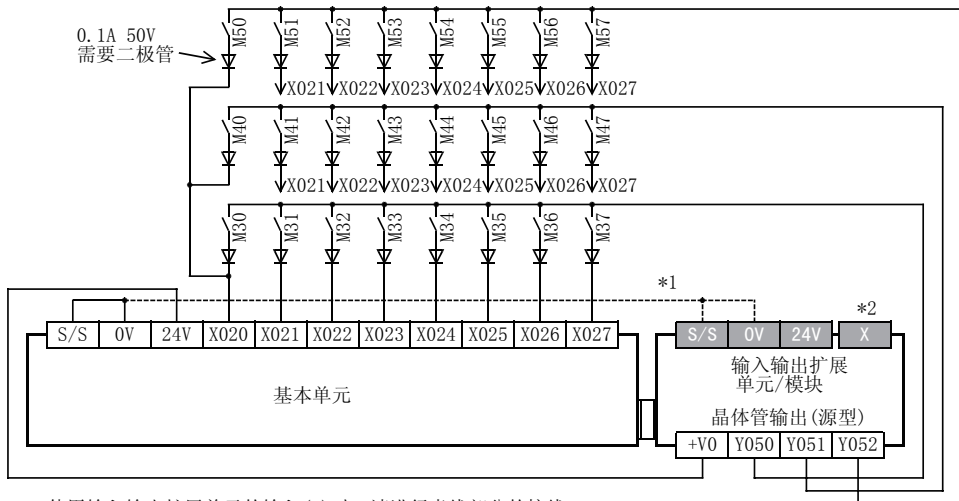 0.1A 50V
需要二极管
M50 M51 M52 M53 M54 M55 M56 M57
X021 X022 X023 X024 X025 X026 X027
M40 M41 M42 M43 M44 M45 M46 M47
X021 X022 X023 X024 X025 X026 X027
M30 M31 M32 M33 M34 M35 M36 M37
*1
*2
S/S 0V 24V X020 X021 X022 X023 X024 X025 X026 X027
S/S 0V 24V X
基本单元
输入输出扩展
单元/模块
晶体管输出(源型)
+V0 Y050 Y051 Y052